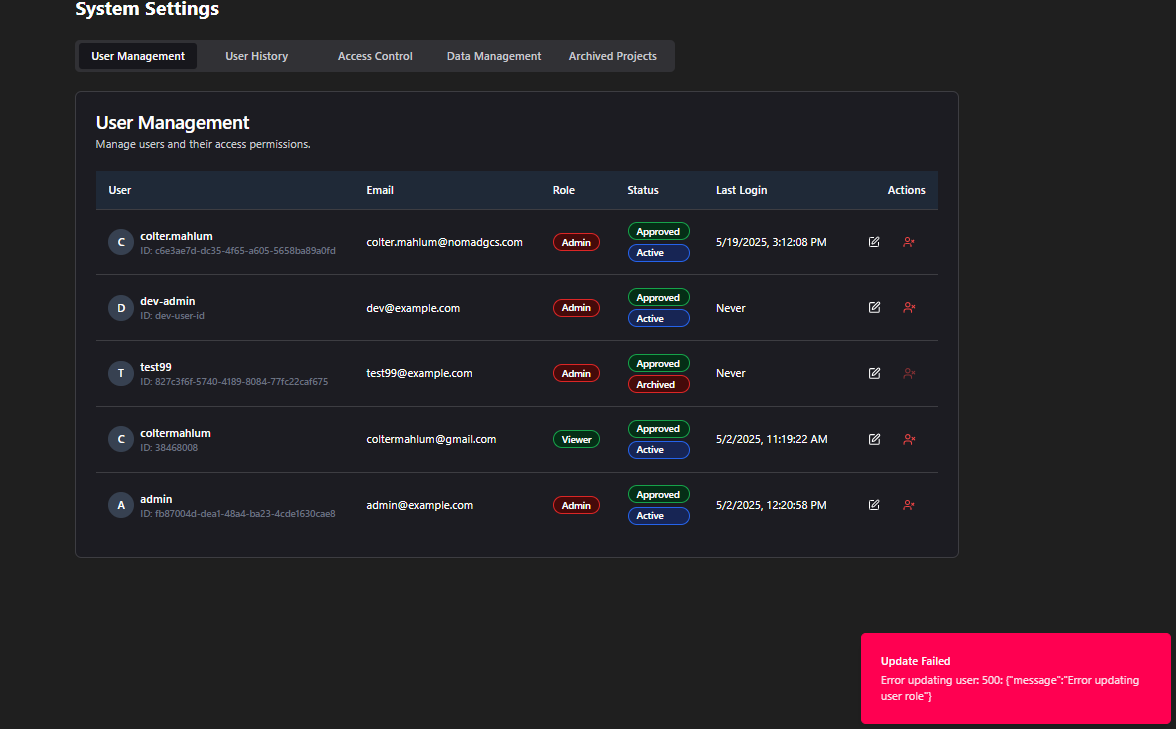 System Settings
User Management User History Access Control Data Management Archived Projects
User Management
Manage users and their access permissions.
User Email Role Status Last Login Actions
C colter.mahlum colter.mahlum@nomadgcs.com Admin Approved 5/19/2025, 3:12:08 PM
ID: c6e3ae7d-dc35-4f65-a605-5658ba89a0fd Active
D dev-admin dev@example.com Admin Approved Never
ID: dev-user-id Active
T test99 test99@example.com Admin Approved Never
ID: 827c3f6f-5740-4189-8084-77fc22caf675 Archived
C coltermahlum coltermahlum@gmail.com Viewer Approved 5/2/2025, 11:19:22 AM
ID: 38468008 Active
A admin admin@example.com Admin Approved 5/2/2025, 12:20:58 PM
ID: fb87004d-dea1-48a4-ba23-4cde1630cae8 Active
Update Failed
Error updating user: 500: {"message":"Error updating
user role"}